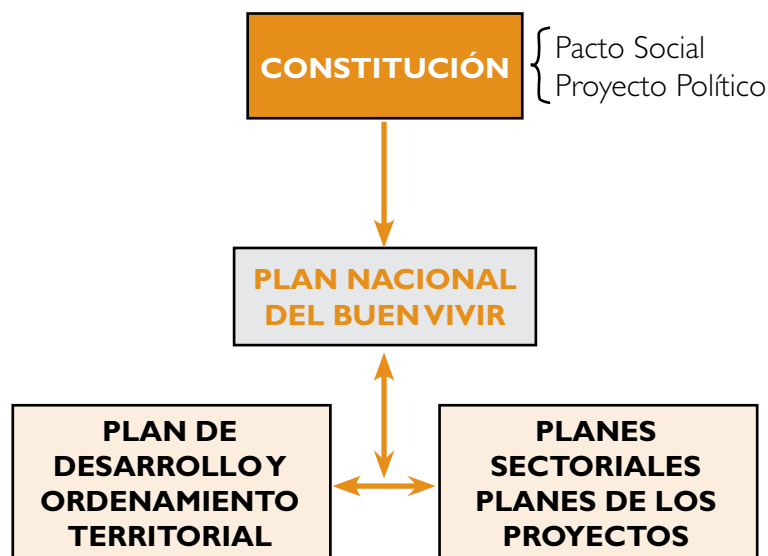 CONSTITUCIÓN
Pacto Social
Proyecto Político
PLAN NACIONAL
DEL BUEN VIVIR
PLAN DE
DESARROLLO Y
ORDENAMIENTO
TERRITORIAL
PLANES
SECTORIALES
PLANES DE LOS
PROYECTOS